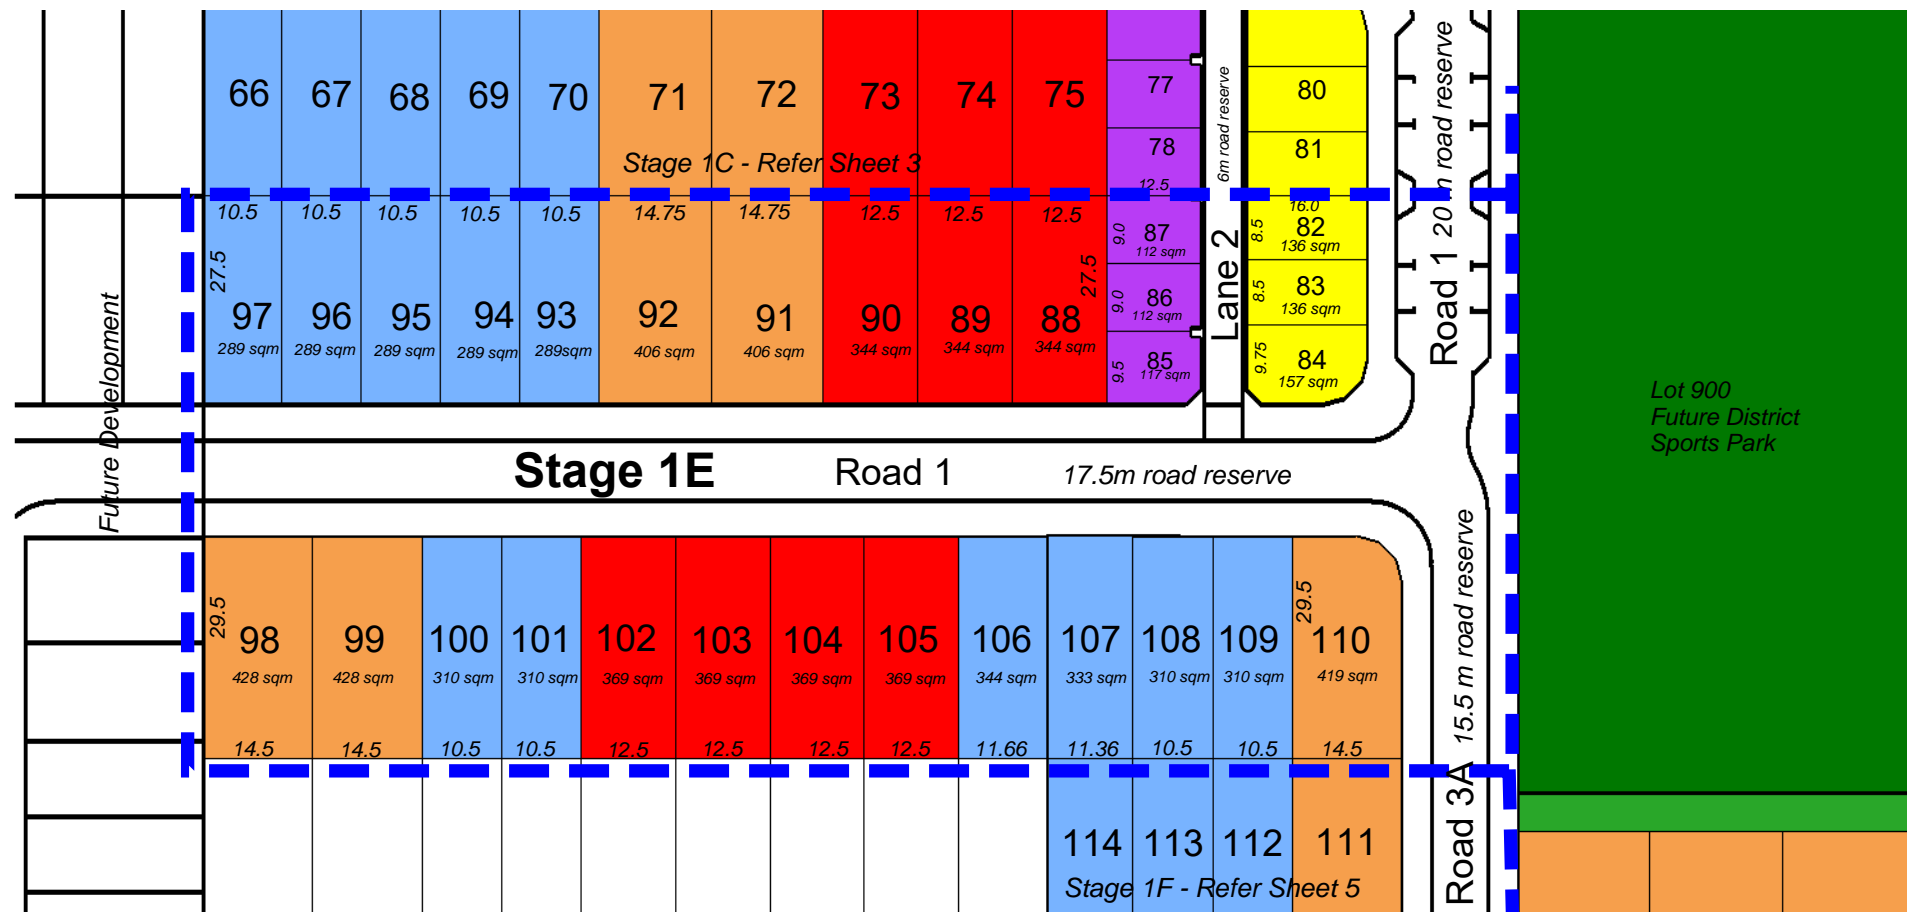 66 67 68 69 70 71 72 73 74 75
77
78
12.5
80
81
6m road reserve
Stage 1C - Refer Sheet 3
10.5 10.5 10.5 10.5 10.5 14.75 14.75 12.5 12.5 12.5
27.5
97 96 95 94 93 92 91 90 89 88
289 sqm 289 sqm 289 sqm 289 sqm 289sqm 406 sqm 406 sqm 344 sqm 344 sqm 344 sqm
27.5
9.0
87
112 sqm
9.0
86
112 sqm
9.5
85
117 sqm
Lane 2
16.0
8.5
82
136 sqm
8.5
83
136 sqm
9.75
84
157 sqm
Road 1 20m road reserve
Lot 900
Future District
Sports Park
Future Development
Stage 1E Road 1 17.5m road reserve
29.5
98 99 100 101 102 103 104 105 106 107 108 109 110
428 sqm 428 sqm 310 sqm 310 sqm 369 sqm 369 sqm 369 sqm 369 sqm 344 sqm 333 sqm 310 sqm 310 sqm 419 sqm
29.5
14.5 14.5 10.5 10.5 12.5 12.5 12.5 12.5 11.66 11.36 10.5 10.5 14.5
Road 3A 15.5 m road reserve
114 113 112 111
Stage 1F - Refer Sheet 5